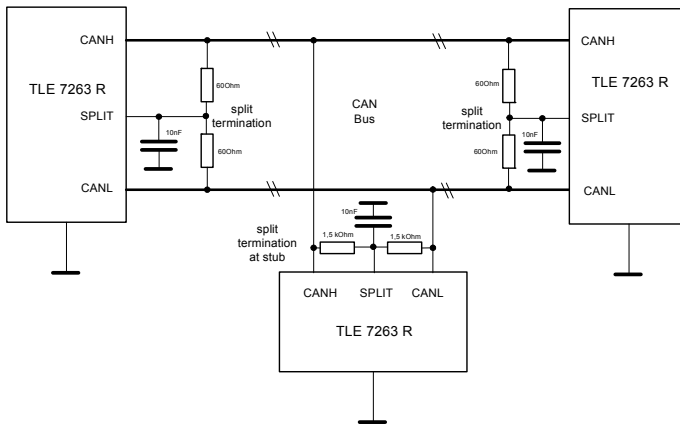 CANH
TLE 7263 R
SPLIT
CANL
10nF
60Ohm
60Ohm
split
termination
CAN
Bus
split
termination
60Ohm
60Ohm
10nF
CANH
TLE 7263 R
SPLIT
CANL
split
termination
at stub
10nF
1,5 kOhm
1,5 kOhm
CANH SPLIT CANL
TLE 7263 R